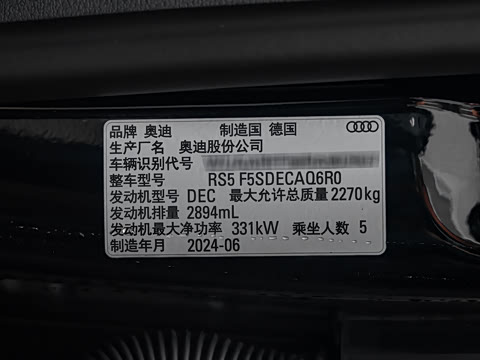 品牌 奥迪 制造国 德国
生产厂名 奥迪股份公司
车辆识别代号
整车型号 RS5 F5SDECAQ6R0
发动机型号 DEC 最大允许总质量 2270kg
发动机排量 2894mL
发动机最大净功率 331kW 乘坐人数 5
制造年月 2024-06